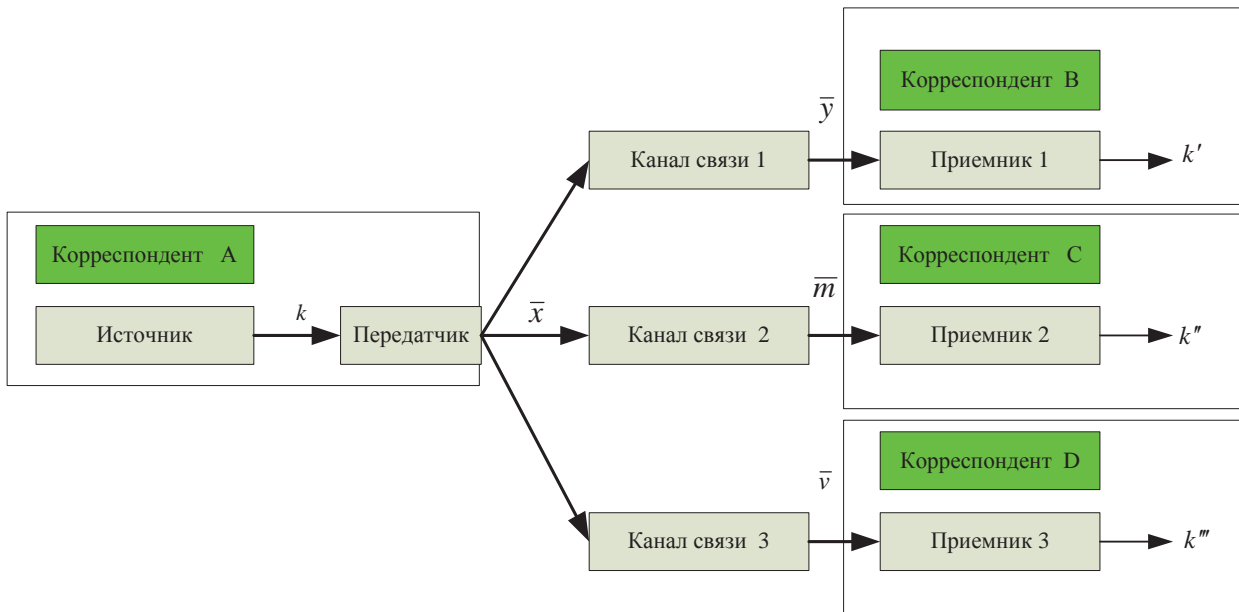 Корреспондент A
Источник
k
Передатчик
x̅
Канал связи 1
y̅
Корреспондент B
Приемник 1
k'
Канал связи 2
m̅
Корреспондент C
Приемник 2
k''
Канал связи 3
v̅
Корреспондент D
Приемник 3
k'''